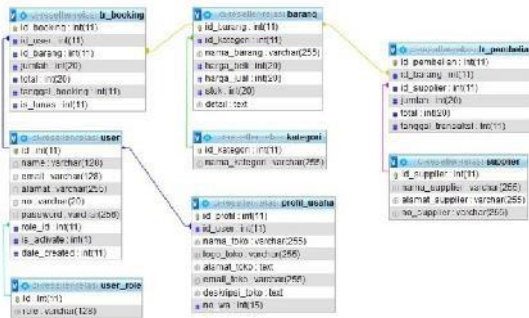 tr_booking
id_booking : int(11)
id_user : int(11)
id_barang : int(11)
jumlah : int(20)
total : int(20)
tanggal_booking : int(11)
is_lunas : int(11)
barang
id_barang : int(11)
id_kategori : int(11)
nama_barang : varchar(255)
harga_beli : int(20)
harga_jual : int(20)
stok : int(20)
detail : text
tr_pembelia
id_pembelian : int(11)
id_barang : int(11)
id_supplier : int(11)
jumlah : int(20)
total : int(20)
tanggal_transaksi : int(11)
user
id : int(11)
name : varchar(128)
email : varchar(128)
alamat : varchar(255)
no : varchar(20)
password : varchar(256)
role_id : int(11)
is_activate : int(1)
date_created : int(11)
kategori
id_kategori : int(11)
nama_kategori : varchar(255)
supplier
id_supplier : int(11)
nama_supplier : varchar(255)
alamat_supplier : varchar(255)
no_supplier : varchar(255)
profil_usaha
id_profil : int(11)
id_user : int(11)
nama_toko : varchar(255)
logo_toko : varchar(255)
alamat_toko : text
email_toko : varchar(255)
deskripsi_toko : text
no_wa : int(15)
user_role
id : int(11)
role : varchar(128)